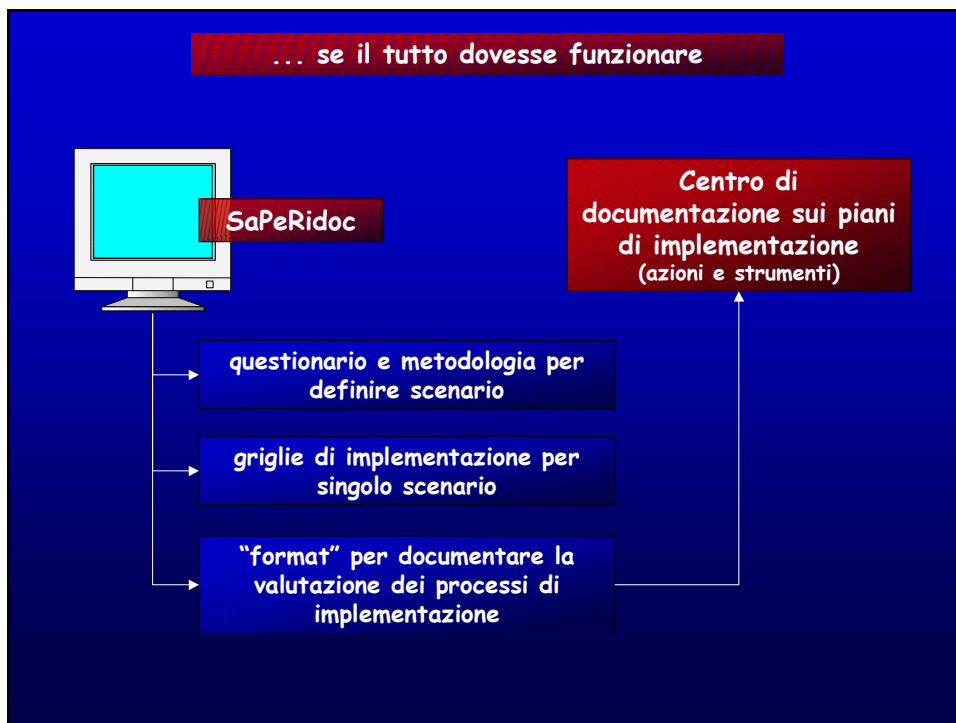 ... se il tutto dovesse funzionare
SaPeRidoc
Centro di
documentazione sui piani
di implementazione
(azioni e strumenti)
questionario e metodologia per
definire scenario
griglie di implementazione per
singolo scenario
“format” per documentare la
valutazione dei processi di
implementazione